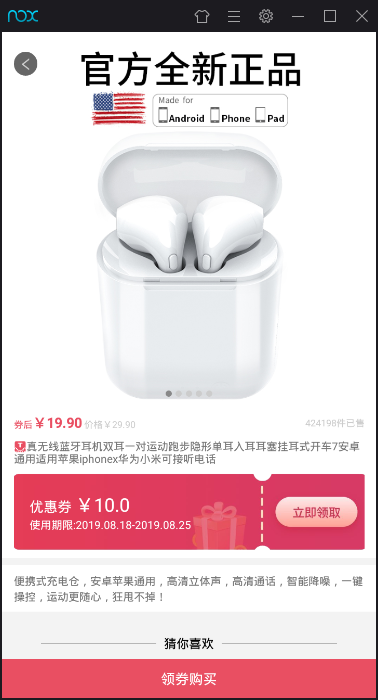 nox
官方全新正品
Made for
Android Phone Pad
券后￥19.90 价格￥29.90 424198件已售
真无线蓝牙耳机双耳一对运动跑步隐形单耳入耳耳塞挂耳式开车7安卓
通用适用苹果iphonex华为小米可接听电话
优惠券 ￥10.0
使用期限:2019.08.18-2019.08.25
立即领取
便携式充电仓，安卓苹果通用，高清立体声，高清通话，智能降噪，一键
操控，运动更随心，狂甩不掉！
猜你喜欢
领券购买